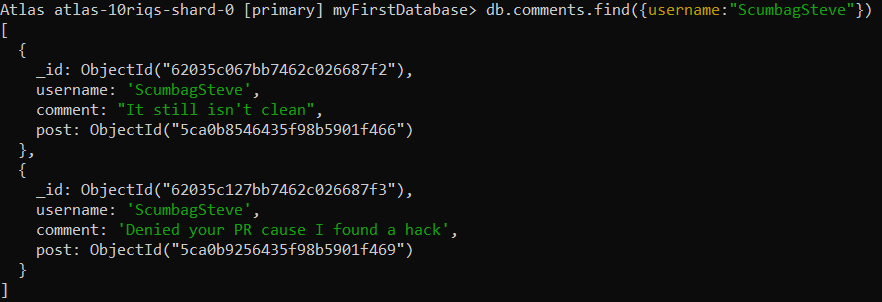 Atlas atlas-10riqs-shard-0 [primary] myFirstDatabase> db.comments.find({username:"ScumbagSteve"})
[
  {
    _id: ObjectId("62035c067bb7462c026687f2"),
    username: 'ScumbagSteve',
    comment: "It still isn't clean",
    post: ObjectId("5ca0b8546435f98b5901f466")
  },
  {
    _id: ObjectId("62035c127bb7462c026687f3"),
    username: 'ScumbagSteve',
    comment: 'Denied your PR cause I found a hack',
    post: ObjectId("5ca0b9256435f98b5901f469")
  }
]